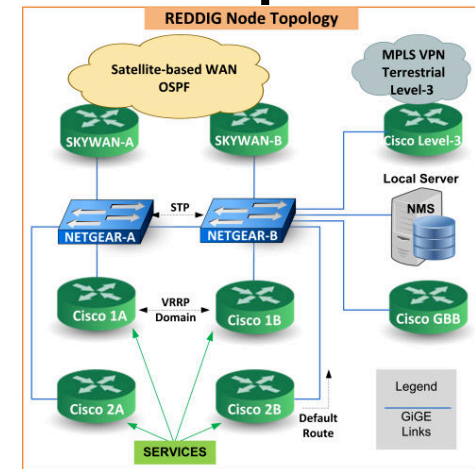 REDDIG Node Topology
Satellite-based WAN
OSPF
MPLS VPN
Terrestrial
Level-3
SKYWAN-A
SKYWAN-B
Cisco Level-3
Local Server
NMS
STP
NETGEAR-A
NETGEAR-B
VRRP
Domain
Cisco 1A
Cisco 1B
Cisco GBB
Cisco 2A
Cisco 2B
Default
Route
SERVICES
Legend
GiGE
Links